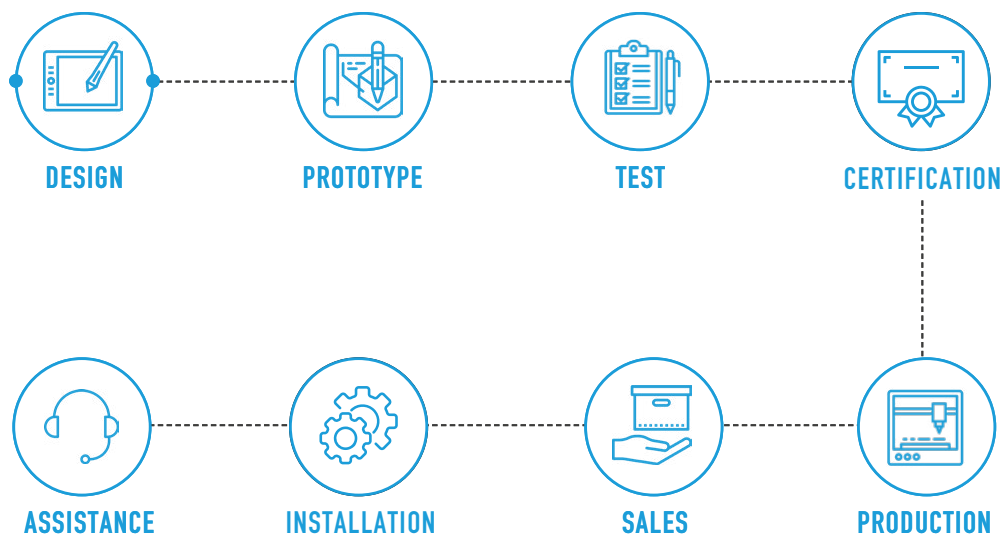 DESIGN
PROTOTYPE
TEST
CERTIFICATION
ASSISTANCE
INSTALLATION
SALES
PRODUCTION